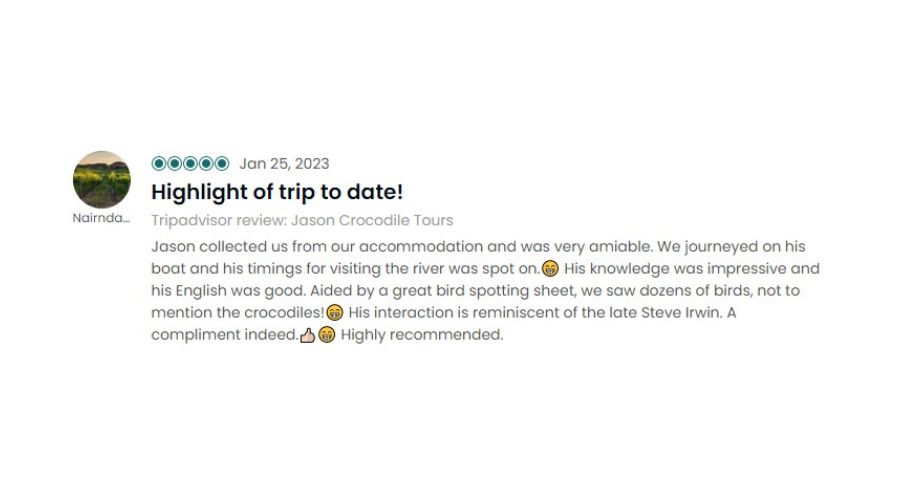 Jan 25, 2023
Highlight of trip to date!
Nairnda...
Tripadvisor review: Jason Crocodile Tours
Jason collected us from our accommodation and was very amiable. We journeyed on his
boat and his timings for visiting the river was spot on.😁 His knowledge was impressive and
his English was good. Aided by a great bird spotting sheet, we saw dozens of birds, not to
mention the crocodiles!😁 His interaction is reminiscent of the late Steve Irwin. A
compliment indeed.👍🏻😁 Highly recommended.